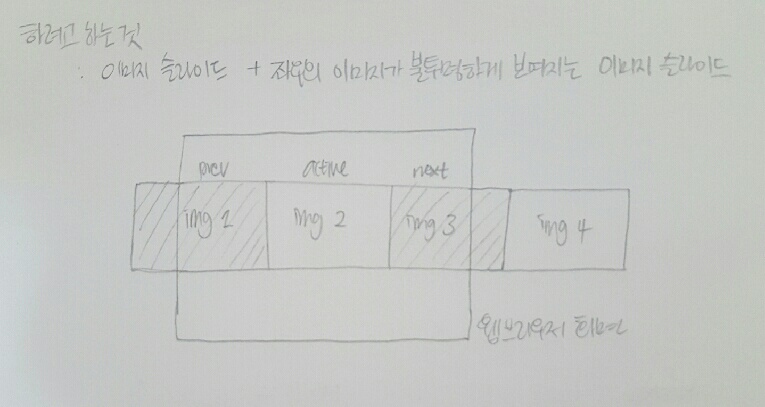 하려고 하는 것
: 이미지 슬라이드 + 좌우의 이미지가 불투명하게 보여지는 이미지 슬라이드
prev active next
img 1 img 2 img 3 img 4
웹브라우저 화면